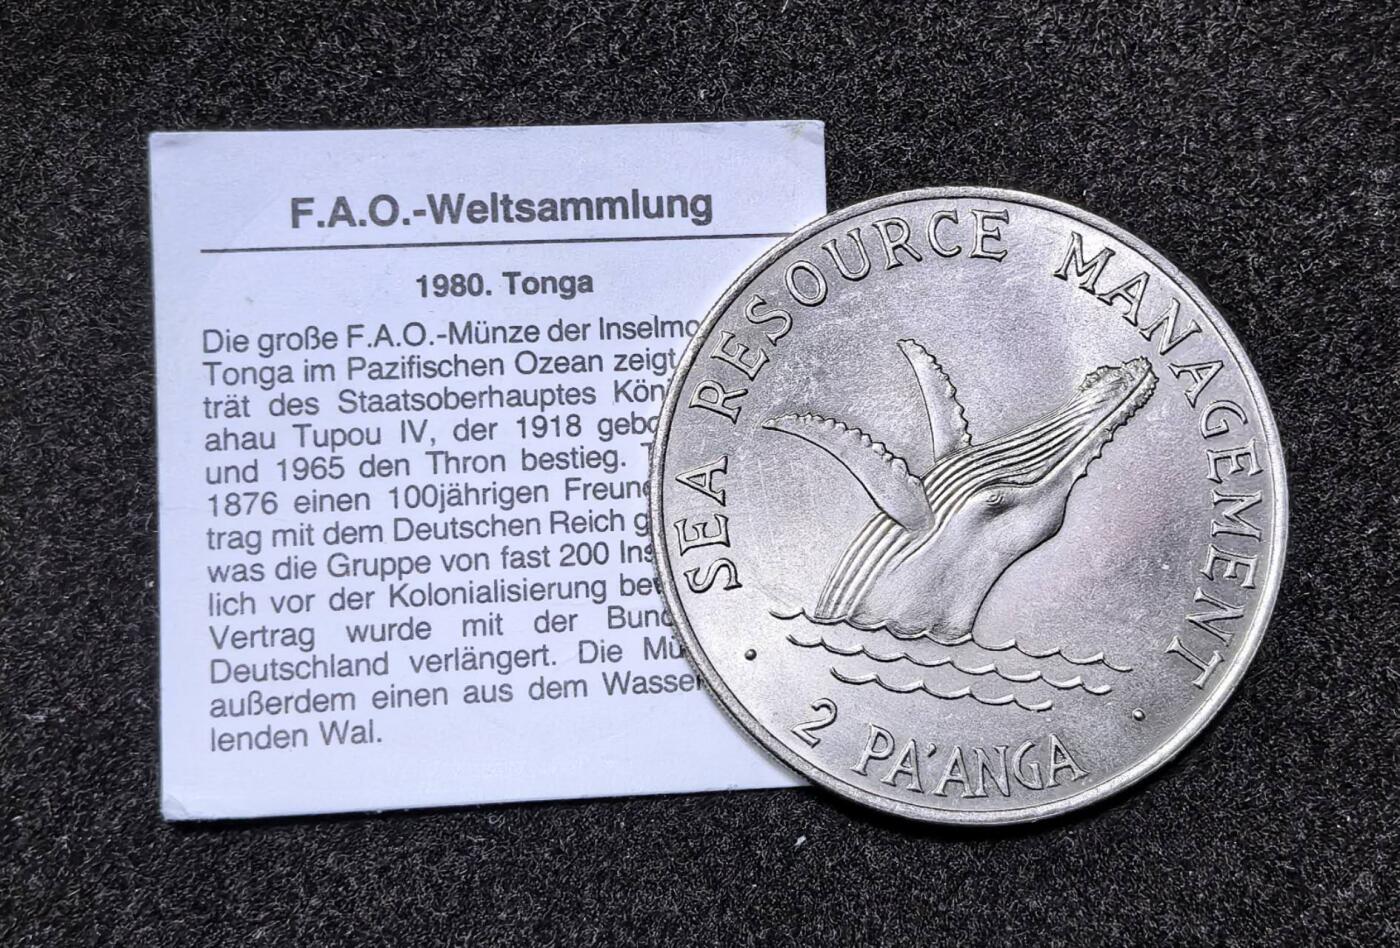 F.A.O.-Weltsammlung
1980. Tonga
Die große F.A.O.-Münze der Inselmo
Tonga im Pazifischen Ozean zeigt
trät des Staatsoberhauptes Kön
ahau Tupou IV, der 1918 gebo
und 1965 den Thron bestieg.
1876 einen 100jährigen Freun
trag mit dem Deutschen Reich g
was die Gruppe von fast 200 Ins
lich vor der Kolonialisierung bew
Vertrag wurde mit der Bund
Deutschland verlängert. Die Mü
außerdem einen aus dem Wasser
lenden Wal.
SEA RESOURCE MANAGEMENT
2 PA'ANGA